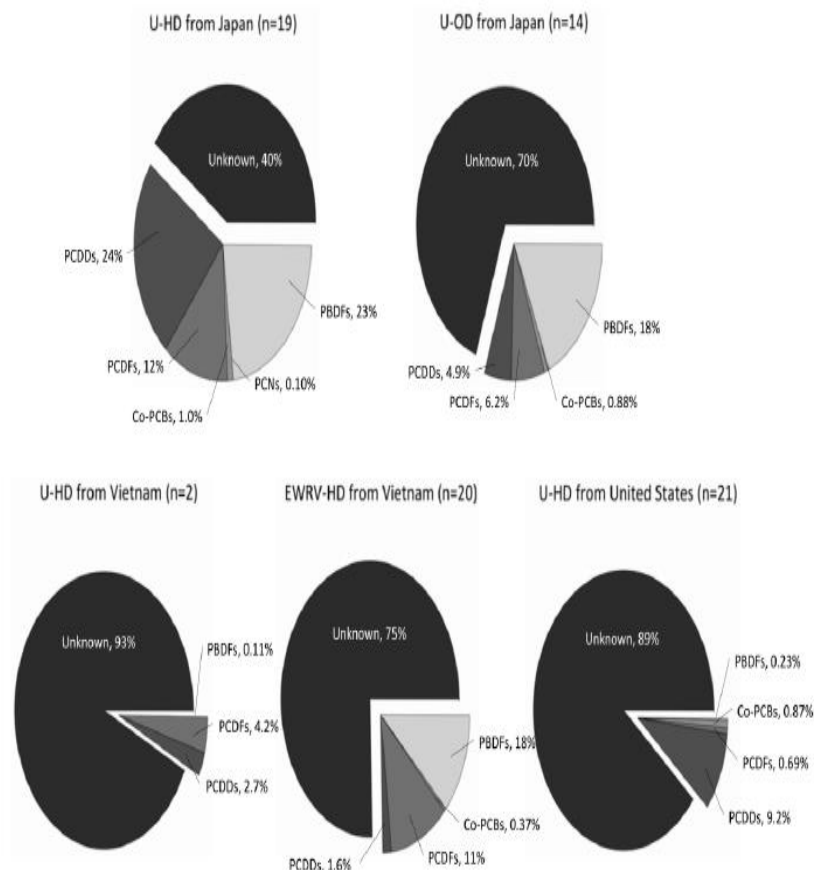 U-HD from Japan (n=19)
Unknown, 40%
PCDDs, 24%
PBDFs, 23%
PCDFs, 12%
PCNs, 0.10%
Co-PCBs, 1.0%
U-OD from Japan (n=14)
Unknown, 70%
PBDFs, 18%
PCDDs, 4.9%
PCDFs, 6.2%
Co-PCBs, 0.88%
U-HD from Vietnam (n=2)
Unknown, 93%
PBDFs, 0.11%
PCDFs, 4.2%
PCDDs, 2.7%
EWRV-HD from Vietnam (n=20)
Unknown, 75%
PBDFs, 18%
Co-PCBs, 0.37%
PCDFs, 11%
PCDDs, 1.6%
U-HD from United States (n=21)
Unknown, 89%
PBDFs, 0.23%
Co-PCBs, 0.87%
PCDFs, 0.69%
PCDDs, 9.2%